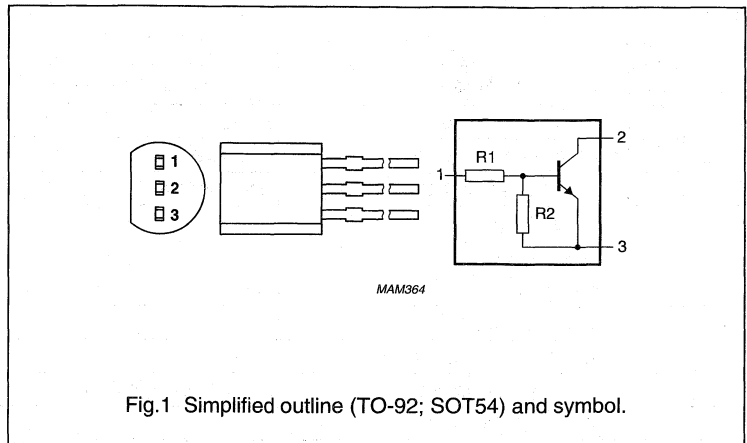 1
2
3
R1
1
R2
2
3
MAM364
Fig.1 Simplified outline (TO-92; SOT54) and symbol.